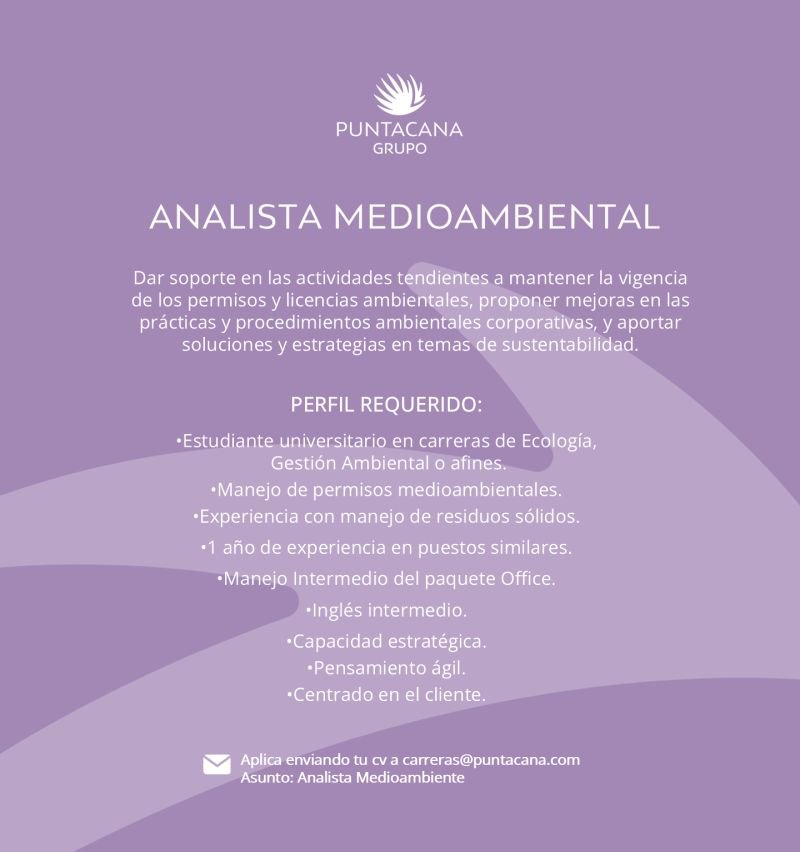 PUNTACANA
GRUPO
ANALISTA MEDIOAMBIENTAL
Dar soporte en las actividades tendientes a mantener la vigencia
de los permisos y licencias ambientales, proponer mejoras en las
prácticas y procedimientos ambientales corporativas, y aportar
soluciones y estrategias en temas de sustentabilidad.
PERFIL REQUERIDO:
•Estudiante universitario en carreras de Ecología,
Gestión Ambiental o afines.
•Manejo de permisos medioambientales.
•Experiencia con manejo de residuos sólidos.
•1 año de experiencia en puestos similares.
•Manejo Intermedio del paquete Office.
•Inglés intermedio.
•Capacidad estratégica.
•Pensamiento ágil.
•Centrado en el cliente.
Aplica enviando tu cv a carreras@puntacana.com
Asunto: Analista Medioambiente